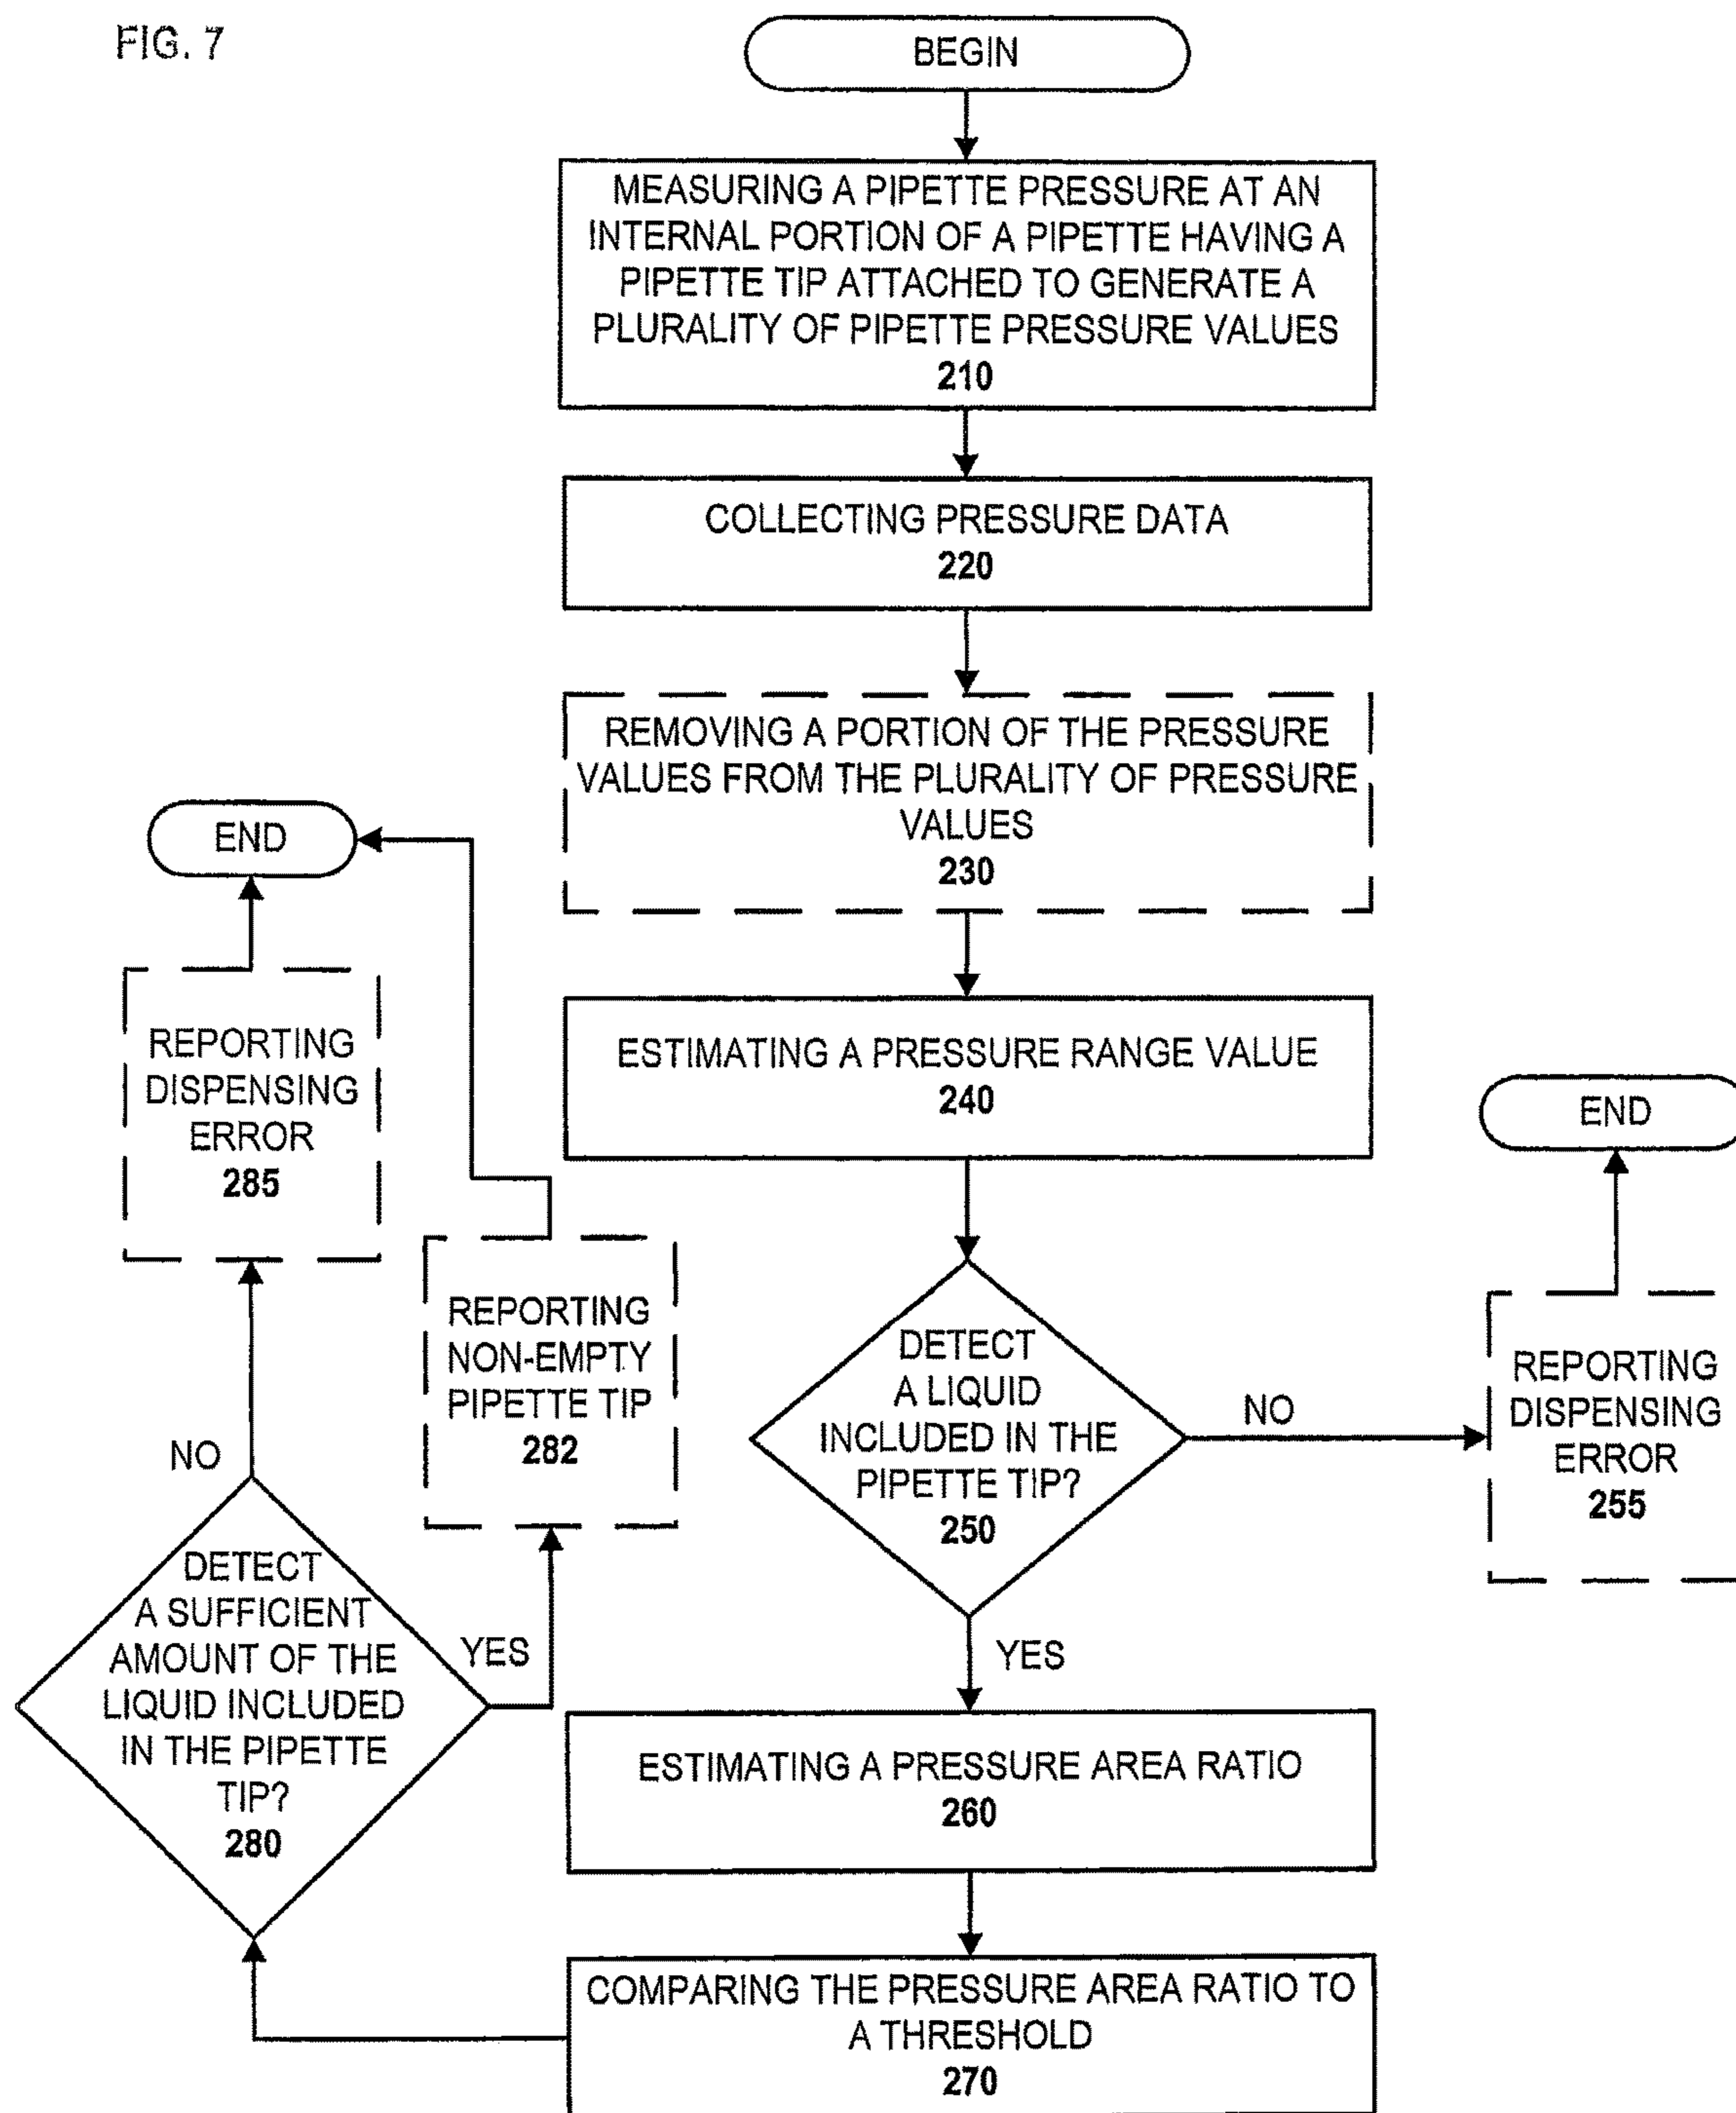 FIG. 7
BEGIN
MEASURING A PIPETTE PRESSURE AT AN
INTERNAL PORTION OF A PIPETTE HAVING A
PIPETTE TIP ATTACHED TO GENERATE A
PLURALITY OF PIPETTE PRESSURE VALUES
210
COLLECTING PRESSURE DATA
220
REMOVING A PORTION OF THE PRESSURE
VALUES FROM THE PLURALITY OF PRESSURE
VALUES
230
ESTIMATING A PRESSURE RANGE VALUE
240
DETECT
A LIQUID
INCLUDED IN THE
PIPETTE TIP?
250
NO
REPORTING
DISPENSING
ERROR
255
END
YES
ESTIMATING A PRESSURE AREA RATIO
260
COMPARING THE PRESSURE AREA RATIO TO
A THRESHOLD
270
DETECT
A SUFFICIENT
AMOUNT OF THE
LIQUID INCLUDED
IN THE PIPETTE
TIP?
280
YES
REPORTING
NON-EMPTY
PIPETTE TIP
282
NO
REPORTING
DISPENSING
ERROR
285
END